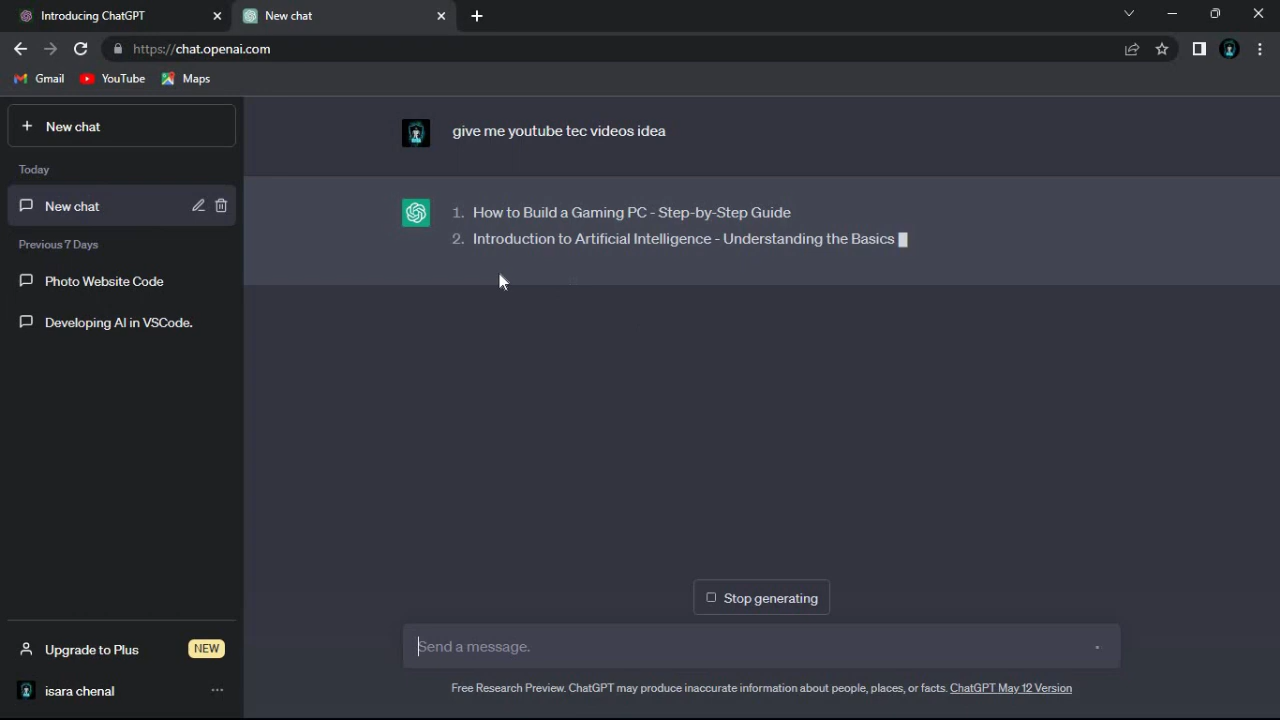 Introducing ChatGPT
New chat
https://chat.openai.com
Gmail
YouTube
Maps
New chat
Today
New chat
Previous 7 Days
Photo Website Code
Developing AI in VSCode.
Upgrade to Plus
NEW
isara chenal
give me youtube tec videos idea
1. How to Build a Gaming PC - Step-by-Step Guide
2. Introduction to Artificial Intelligence - Understanding the Basics
Stop generating
Send a message.
Free Research Preview. ChatGPT may produce inaccurate information about people, places, or facts. ChatGPT May 12 Version